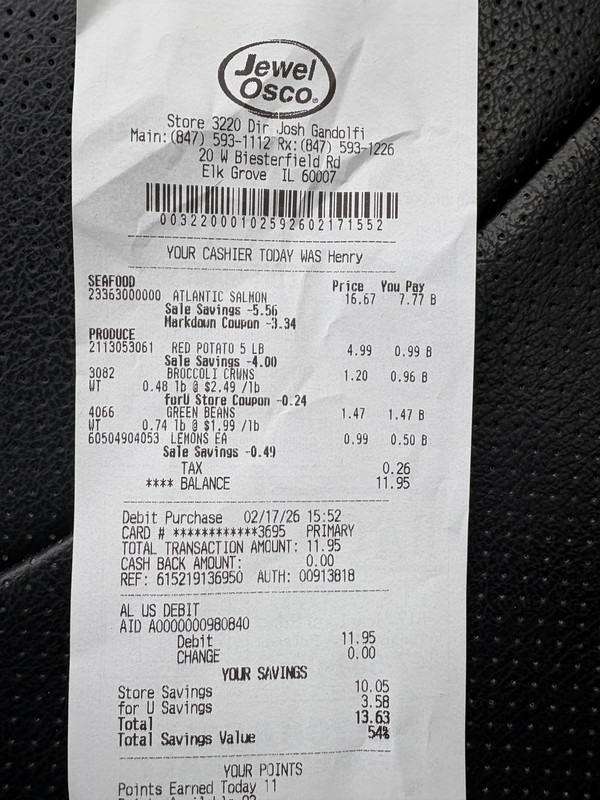 Jewel
Osco®
Store 3220 Dir Josh Gandolfi
Main:(847) 593-1112 Rx:(847) 593-1226
20 W Biesterfield Rd
Elk Grove IL 60007
00322000102592602171552
YOUR CASHIER TODAY WAS Henry
Price You Pay
SEAFOOD
23363000000 ATLANTIC SALMON 16.67 7.77 B
Sale Savings -5.56
Markdown Coupon -3.34
PRODUCE
2113053061 RED POTATO 5 LB 4.99 0.99 B
Sale Savings -4.00
3082 BROCCOLI CRWNS 1.20 0.96 B
WT 0.48 lb @ $2.49 /lb
forU Store Coupon -0.24
4066 GREEN BEANS 1.47 1.47 B
WT 0.74 lb @ $1.99 /lb
60504904053 LEMONS EA 0.99 0.50 B
Sale Savings -0.49
TAX 0.26
**** BALANCE 11.95
Debit Purchase 02/17/26 15:52
CARD # ************3695 PRIMARY
TOTAL TRANSACTION AMOUNT: 11.95
CASH BACK AMOUNT: 0.00
REF: 615219136950 AUTH: 00913818
AL US DEBIT
AID A0000000980840
Debit 11.95
CHANGE 0.00
YOUR SAVINGS
Store Savings 10.05
for U Savings 3.58
Total 13.63
Total Savings Value 54%
YOUR POINTS
Points Earned Today 11